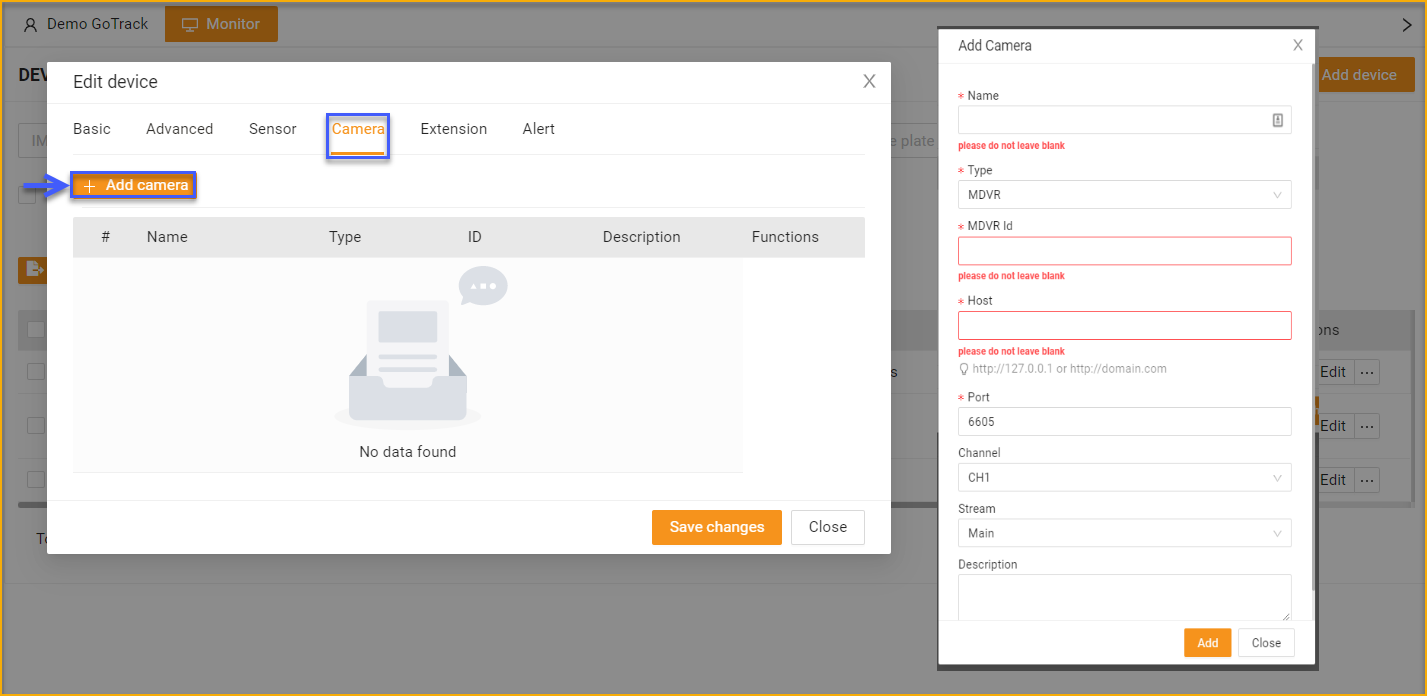 Demo GoTrack
Monitor
Add device
Edit device
X
Basic
Advanced
Sensor
Camera
Extension
Alert
+ Add camera
#
Name
Type
ID
Description
Functions
No data found
Save changes
Close
e plate
Edit ...
Edit ...
Edit ...
Add Camera
X
* Name
please do not leave blank
* Type
MDVR
* MDVR Id
please do not leave blank
* Host
please do not leave blank
http://127.0.0.1 or http://domain.com
* Port
6605
Channel
CH1
Stream
Main
Description
Add
Close